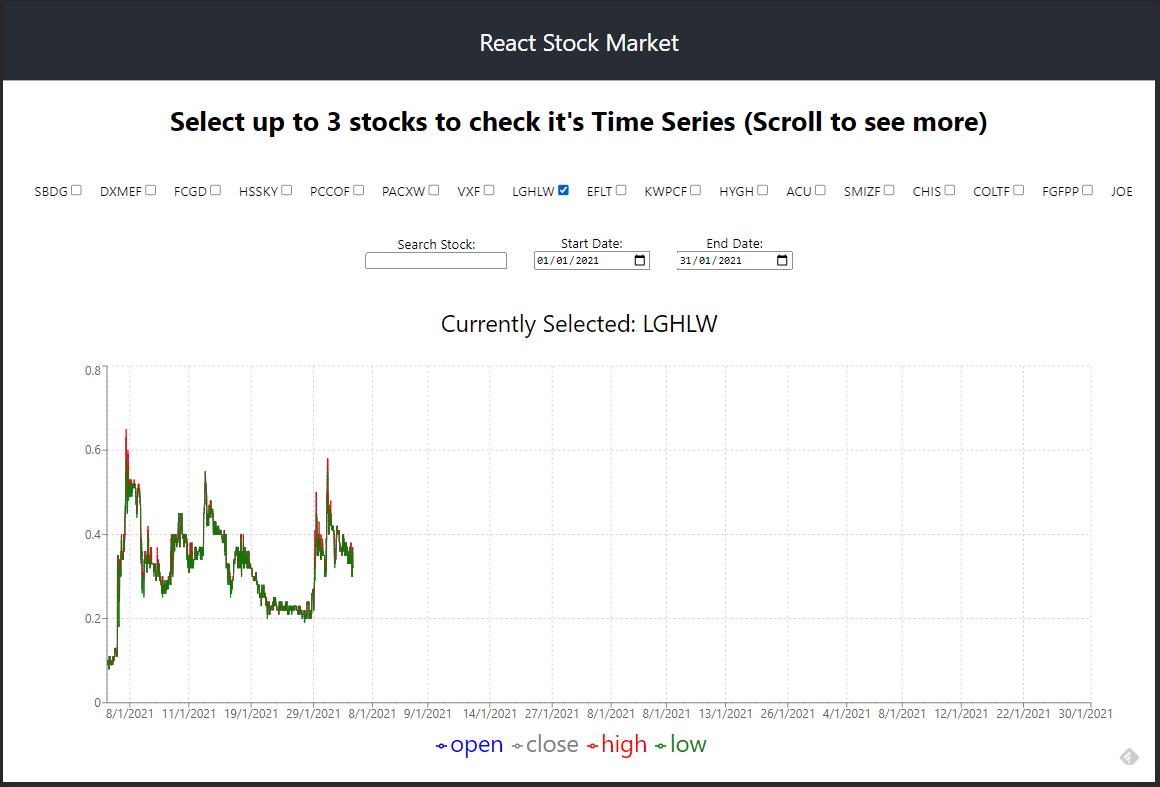 React Stock Market
Select up to 3 stocks to check it's Time Series (Scroll to see more)
SBDG DXMEF FCGD HSSKY PCCOF PACXW VXF LGHLW EFLT KWPCF HYGH ACU SMIZF CHIS COLTF FGFPP JOE
Search Stock: Start Date: End Date:
01/01/2021 31/01/2021
Currently Selected: LGHLW
0.8
0.6
0.4
0.2
0
8/1/2021 11/1/2021 19/1/2021 29/1/2021 8/1/2021 9/1/2021 14/1/2021 27/1/2021 8/1/2021 8/1/2021 13/1/2021 26/1/2021 4/1/2021 8/1/2021 12/1/2021 22/1/2021 30/1/2021
open close high low